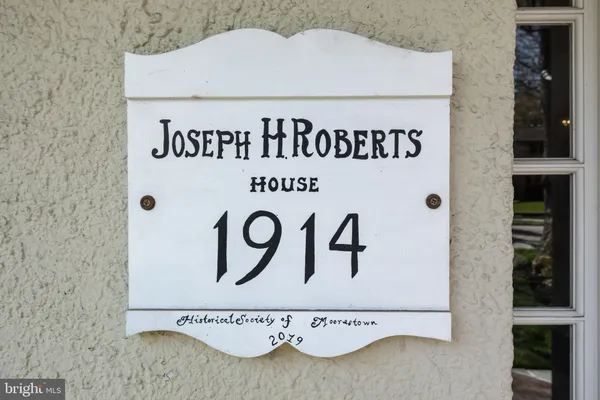 JOSEPH H. ROBERTS
HOUSE
1914
Historical Society of Moorestown
2019
bright MLS